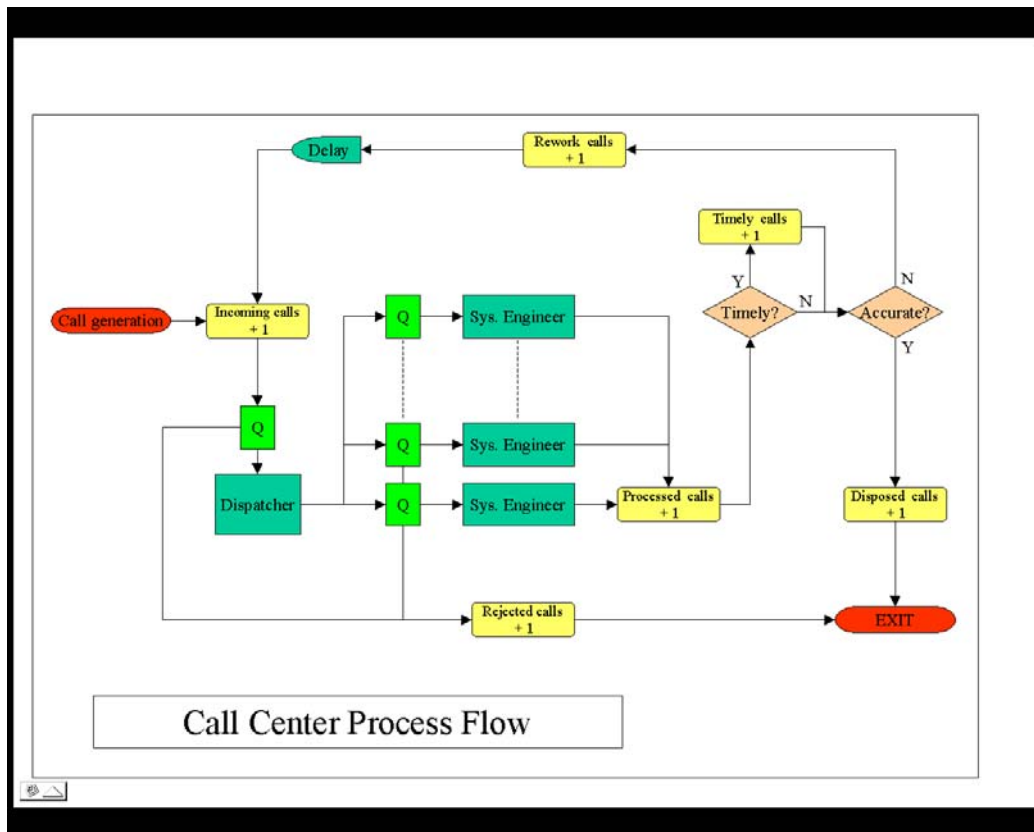 Delay
Rework calls
+ 1
Timely calls
+ 1
Call generation
Incoming calls
+ 1
Q
Sys. Engineer
Y
Timely?
N
N
Accurate?
Y
Q
Q
Sys. Engineer
Dispatcher
Q
Sys. Engineer
Processed calls
+ 1
Disposed calls
+ 1
Rejected calls
+ 1
EXIT
Call Center Process Flow